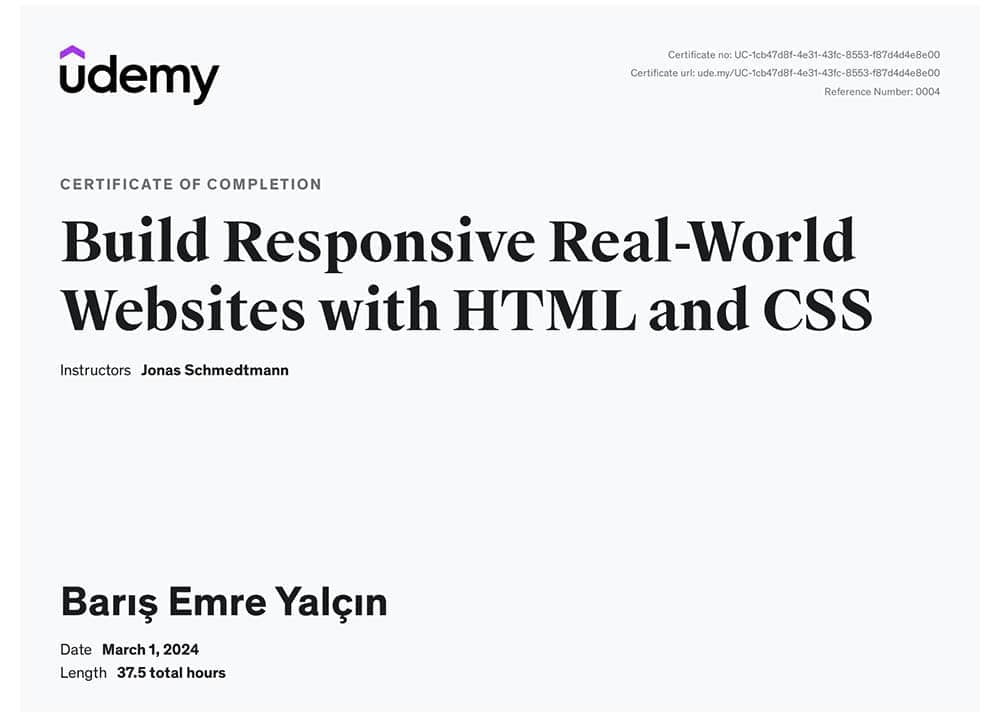 udemy
Certificate no: UC-1cb47d8f-4e31-43fc-8553-f87d4d4e8e00
Certificate url: ude.my/UC-1cb47d8f-4e31-43fc-8553-f87d4d4e8e00
Reference Number: 0004
CERTIFICATE OF COMPLETION
Build Responsive Real-World
Websites with HTML and CSS
Instructors Jonas Schmedtmann
Barış Emre Yalçın
Date March 1, 2024
Length 37.5 total hours